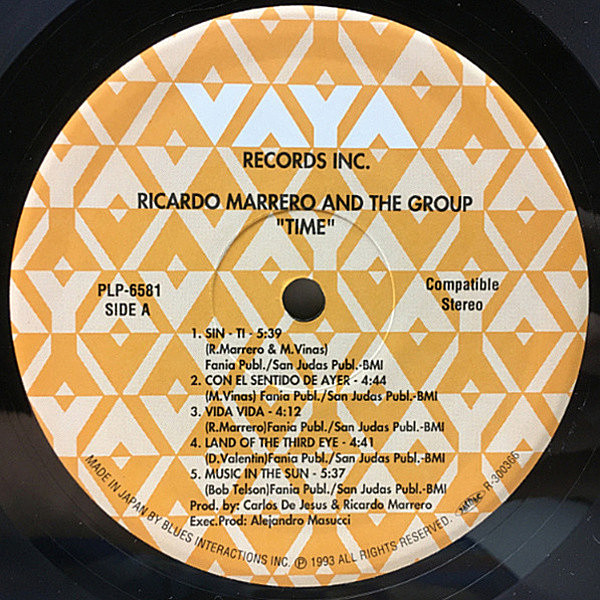 VAYA
RECORDS INC.
RICARDO MARRERO AND THE GROUP
"TIME"
PLP-6581
SIDE A
Compatible
Stereo
1. SIN - TI - 5:39
(R.Marrero & M.Vinas)
Fania Publ./San Judas Publ.-BMI
2. CON EL SENTIDO DE AYER - 4:44
(M.Vinas) Fania Publ./San Judas Publ.-BMI
3. VIDA VIDA - 4:12
(R.Marrero)Fania Publ./San Judas Publ.-BMI
4. LAND OF THE THIRD EYE - 4:41
(D.Valentin)Fania Publ./San Judas Publ.-BMI
5. MUSIC IN THE SUN - 5:37
(Bob Telson)Fania Publ./San Judas Publ.-BMI
Prod. by: Carlos De Jesus & Ricardo Marrero
Exec.Prod: Alejandro Masucci
MADE IN JAPAN BY BLUES INTERACTIONS INC. ℗ 1993 ALL RIGHTS RESERVED. R-300366